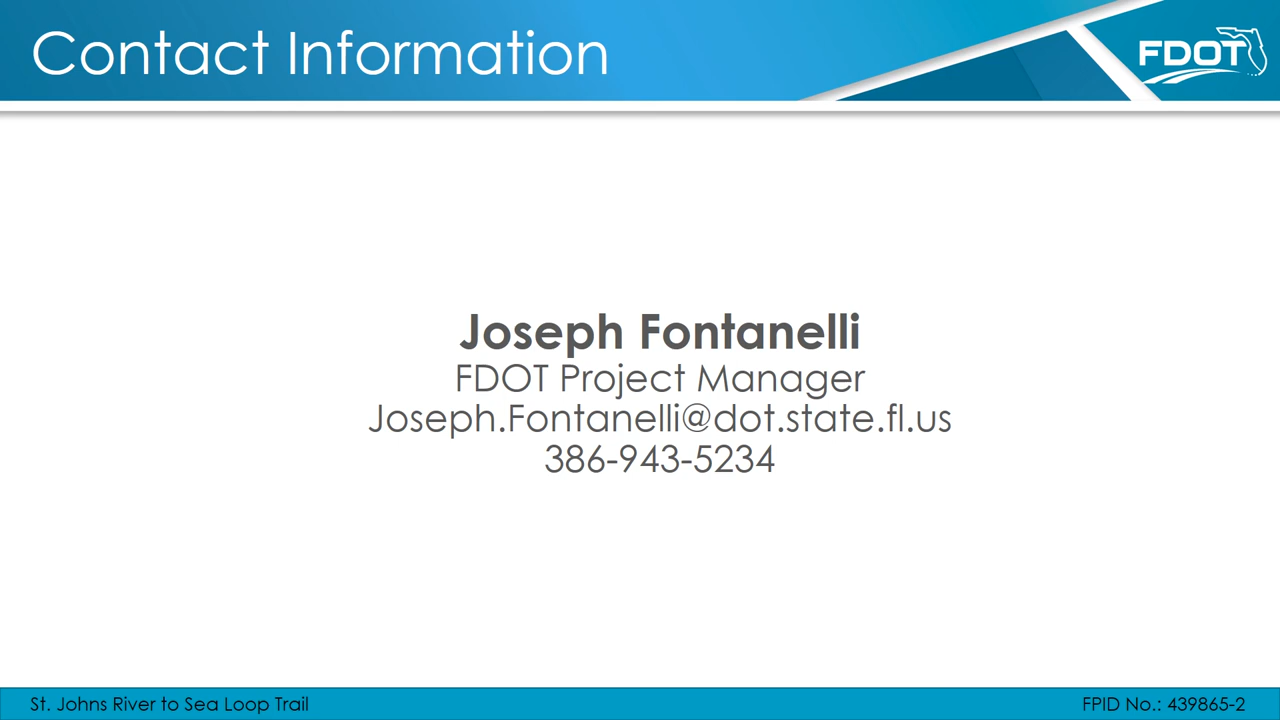 Contact Information
FDOT
Joseph Fontanelli
FDOT Project Manager
Joseph.Fontanelli@dot.state.fl.us
386-943-5234
St. Johns River to Sea Loop Trail
FPID No.: 439865-2